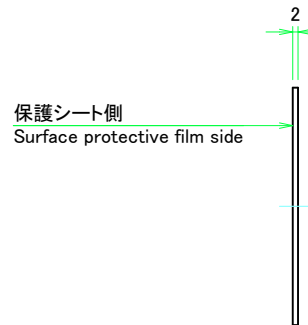 2
保護シート側
Surface protective film side